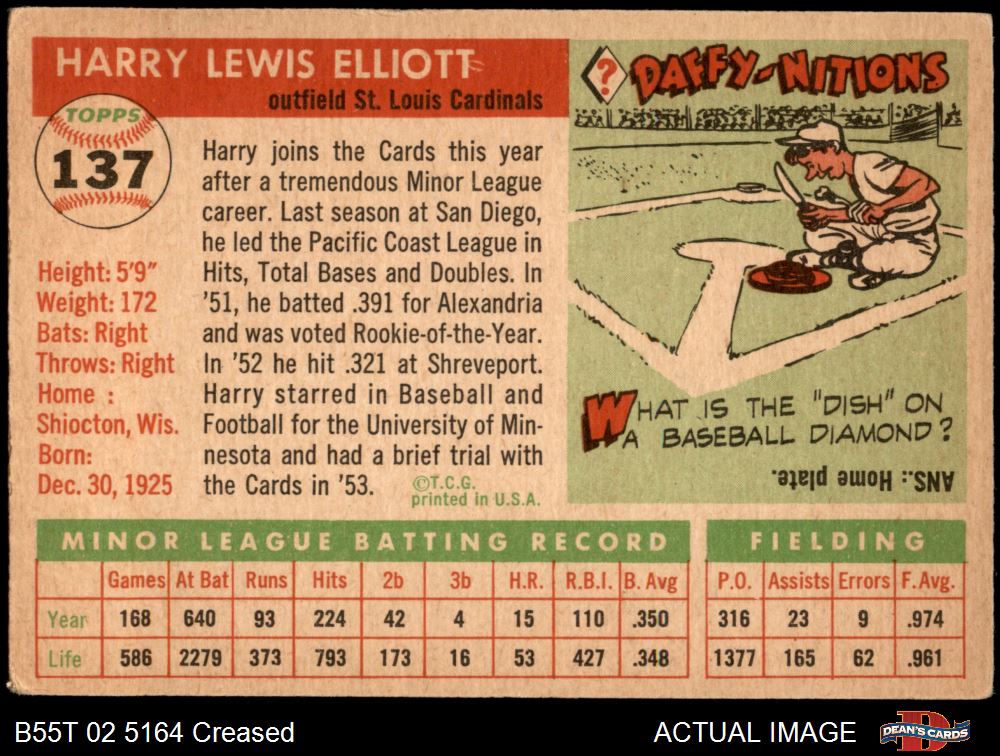 HARRY LEWIS ELLIOTT
outfield St. Louis Cardinals
TOPPS
137
Height: 5'9"
Weight: 172
Bats: Right
Throws: Right
Home :
Shiocton, Wis.
Born:
Dec. 30, 1925
Harry joins the Cards this year
after a tremendous Minor League
career. Last season at San Diego,
he led the Pacific Coast League in
Hits, Total Bases and Doubles. In
'51, he batted .391 for Alexandria
and was voted Rookie-of-the-Year.
In '52 he hit .321 at Shreveport.
Harry starred in Baseball and
Football for the University of Min-
nesota and had a brief trial with
the Cards in '53.
©T.C.G.
printed in U.S.A.
? DAFFY-NITIONS
WHAT IS THE "DISH" ON
A BASEBALL DIAMOND?
ANS.: Home plate.
MINOR LEAGUE BATTING RECORD
Games At Bat Runs Hits 2b 3b H.R. R.B.I. B. Avg
Year 168 640 93 224 42 4 15 110 .350
Life 586 2279 373 793 173 16 53 427 .348
FIELDING
P.O. Assists Errors F. Avg.
316 23 9 .974
1377 165 62 .961
B55T 02 5164 Creased
ACTUAL IMAGE
D
DEAN'S CARDS